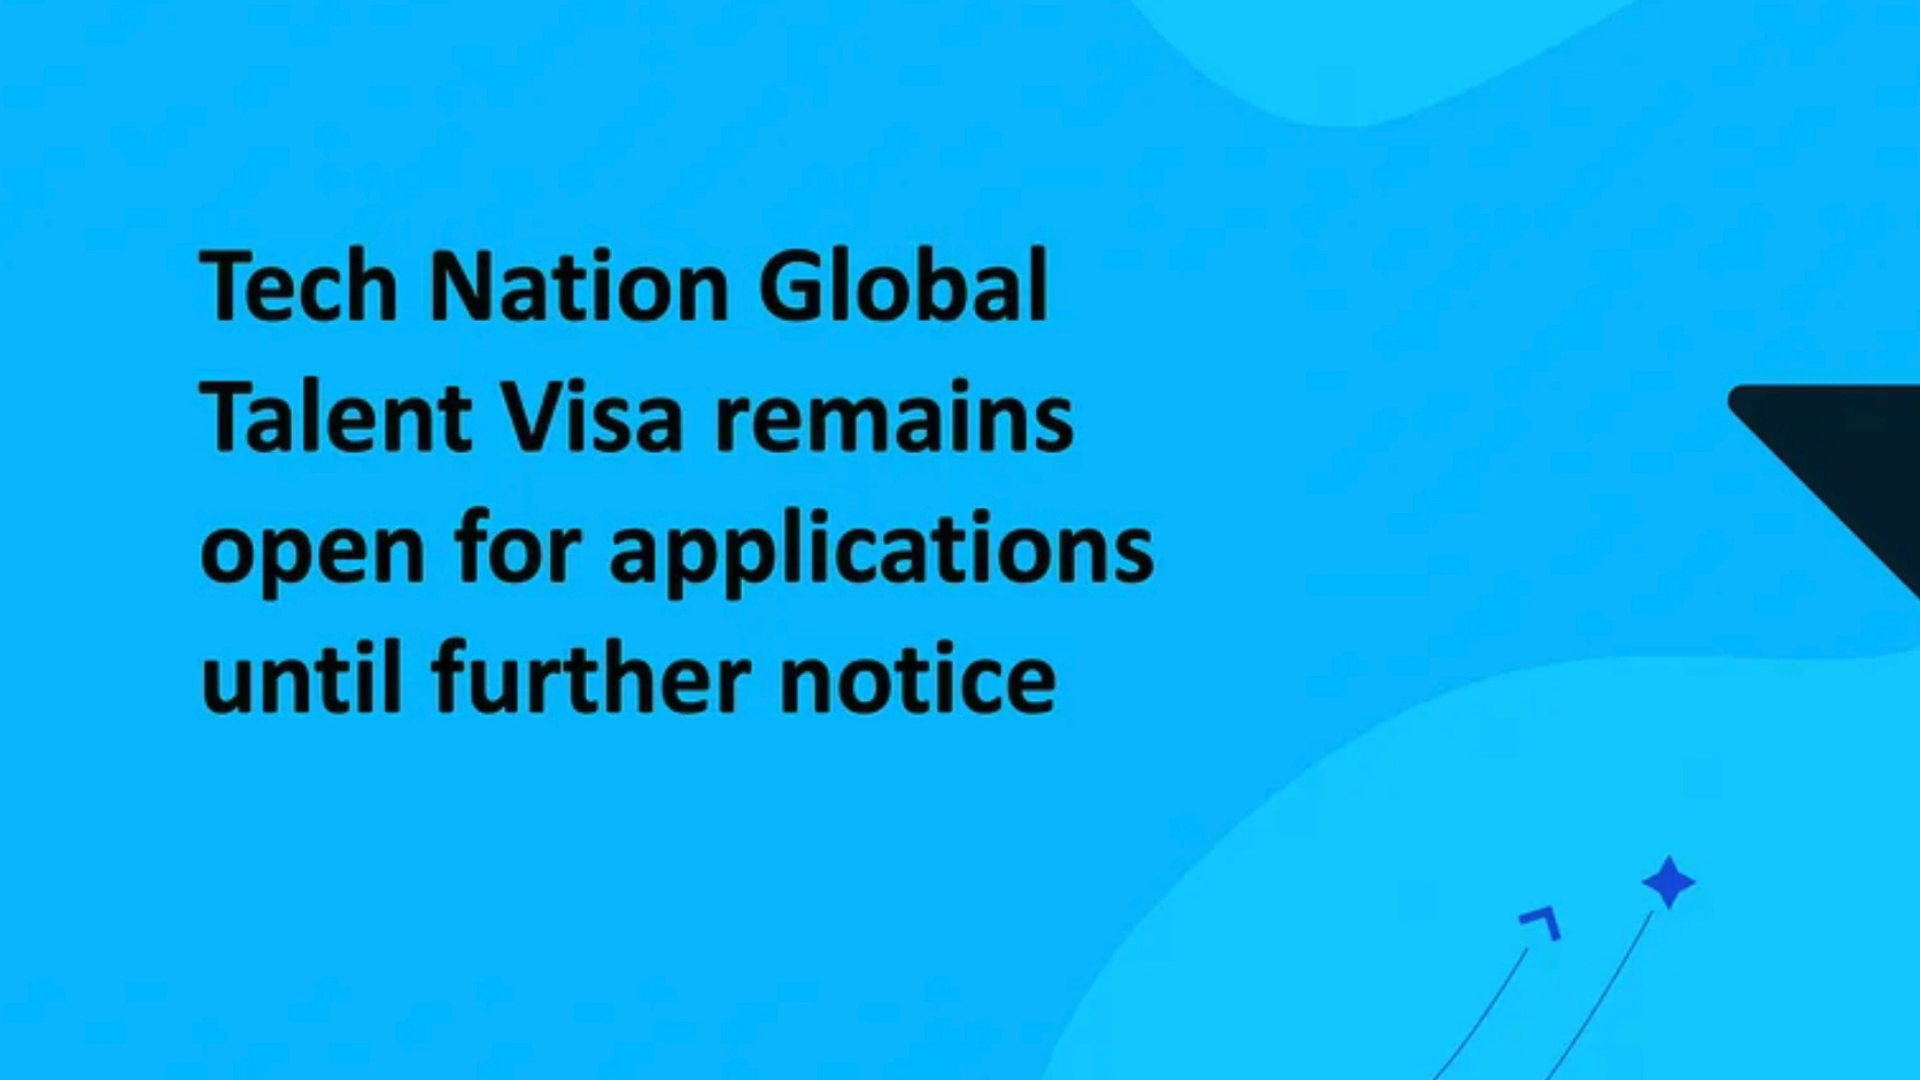 Tech Nation Global
Talent Visa remains
open for applications
until further notice